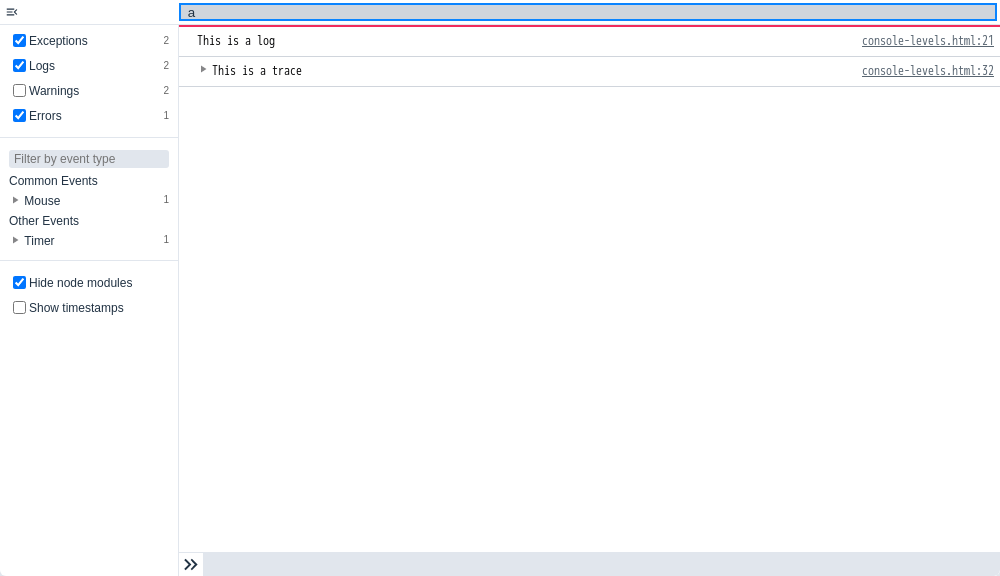 a
Exceptions 2
Logs 2
Warnings 2
Errors 1
Filter by event type
Common Events
Mouse 1
Other Events
Timer 1
Hide node modules
Show timestamps
This is a log console-levels.html:21
This is a trace console-levels.html:32